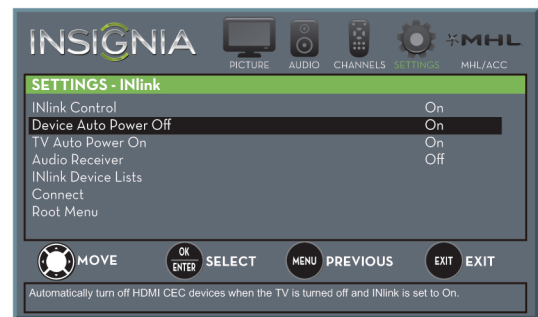 INSIGNIA
PICTURE AUDIO CHANNELS SETTINGS MHL MHL/ACC
SETTINGS - INlink
INlink Control On
Device Auto Power Off On
TV Auto Power On On
Audio Receiver Off
INlink Device Lists
Connect
Root Menu
MOVE OK ENTER SELECT MENU PREVIOUS EXIT EXIT
Automatically turn off HDMI CEC devices when the TV is turned off and INlink is set to On.